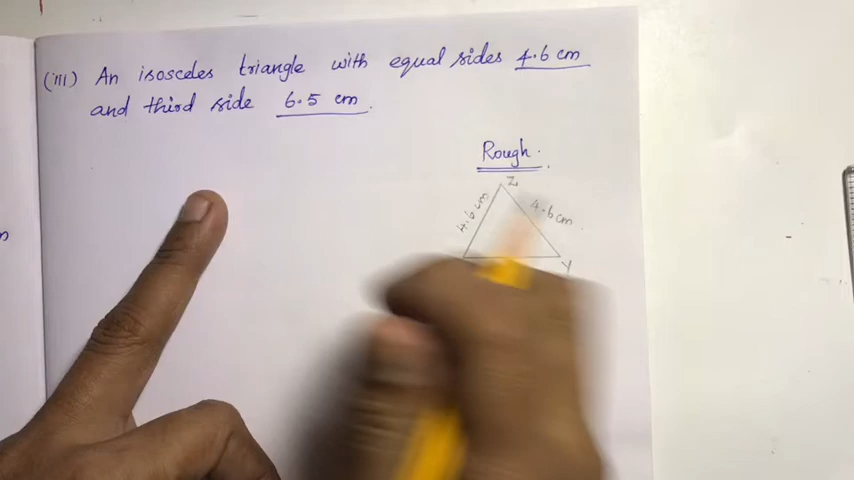 (iii) An isosceles triangle with equal sides 4.6 cm
and third side 6.5 cm.
Rough.
Z
4.6 cm
4.6 cm
Y